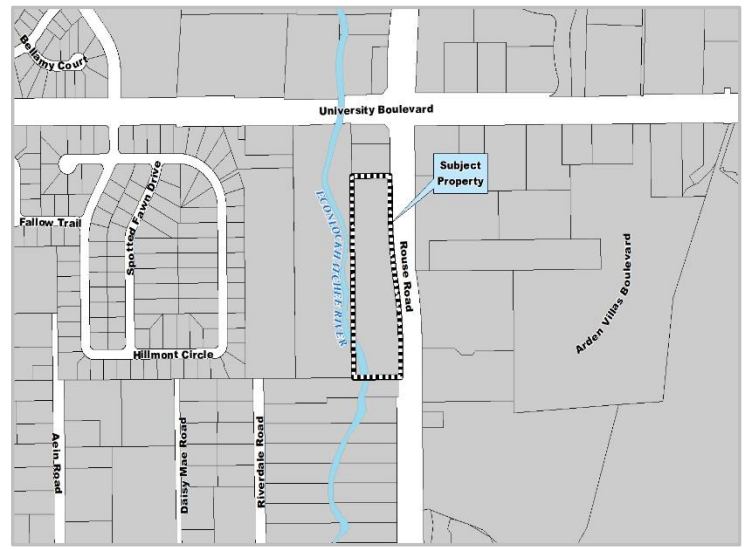 Bellamy Court
University Boulevard
Subject
Property
Spotted Fawn Drive
Fallow Trail
ECONLOCKAHATCHEE RIVER
Rouse Road
Arden Villas Boulevard
Hillmont Circle
Aein Road
Daisy Mae Road
Riverdale Road